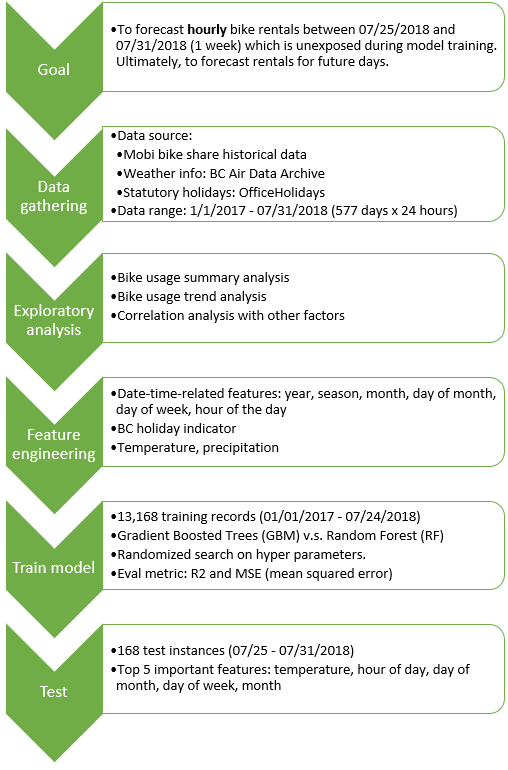 Goal
•To forecast hourly bike rentals between 07/25/2018 and
07/31/2018 (1 week) which is unexposed during model training.
Ultimately, to forecast rentals for future days.
Data
gathering
•Data source:
•Mobi bike share historical data
•Weather info: BC Air Data Archive
•Statutory holidays: OfficeHolidays
•Data range: 1/1/2017 - 07/31/2018 (577 days x 24 hours)
Exploratory
analysis
•Bike usage summary analysis
•Bike usage trend analysis
•Correlation analysis with other factors
Feature
engineering
•Date-time-related features: year, season, month, day of month,
day of week, hour of the day
•BC holiday indicator
•Temperature, precipitation
Train model
•13,168 training records (01/01/2017 - 07/24/2018)
•Gradient Boosted Trees (GBM) v.s. Random Forest (RF)
•Randomized search on hyper parameters.
•Eval metric: R2 and MSE (mean squared error)
Test
•168 test instances (07/25 - 07/31/2018)
•Top 5 important features: temperature, hour of day, day of
month, day of week, month